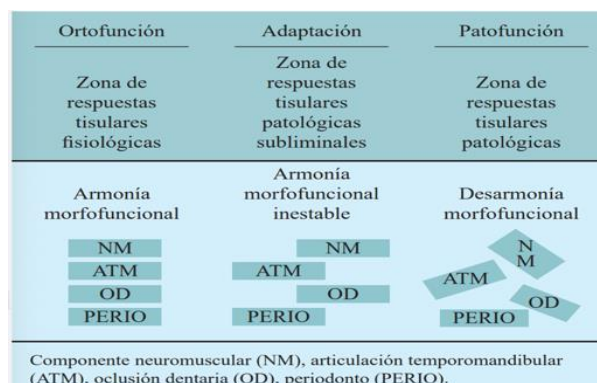 Ortofunción
Adaptación
Patofunción
Zona de
respuestas
tisulares
fisiológicas
Zona de
respuestas
tisulares
patológicas
subliminales
Zona de
respuestas
tisulares
patológicas
Armonía
morfofuncional
Armonía
morfofuncional
inestable
Desarmonía
morfofuncional
NM
ATM
OD
PERIO
NM
ATM
OD
PERIO
N
M
ATM
OD
PERIO
Componente neuromuscular (NM), articulación temporomandibular
(ATM), oclusión dentaria (OD), periodonto (PERIO).